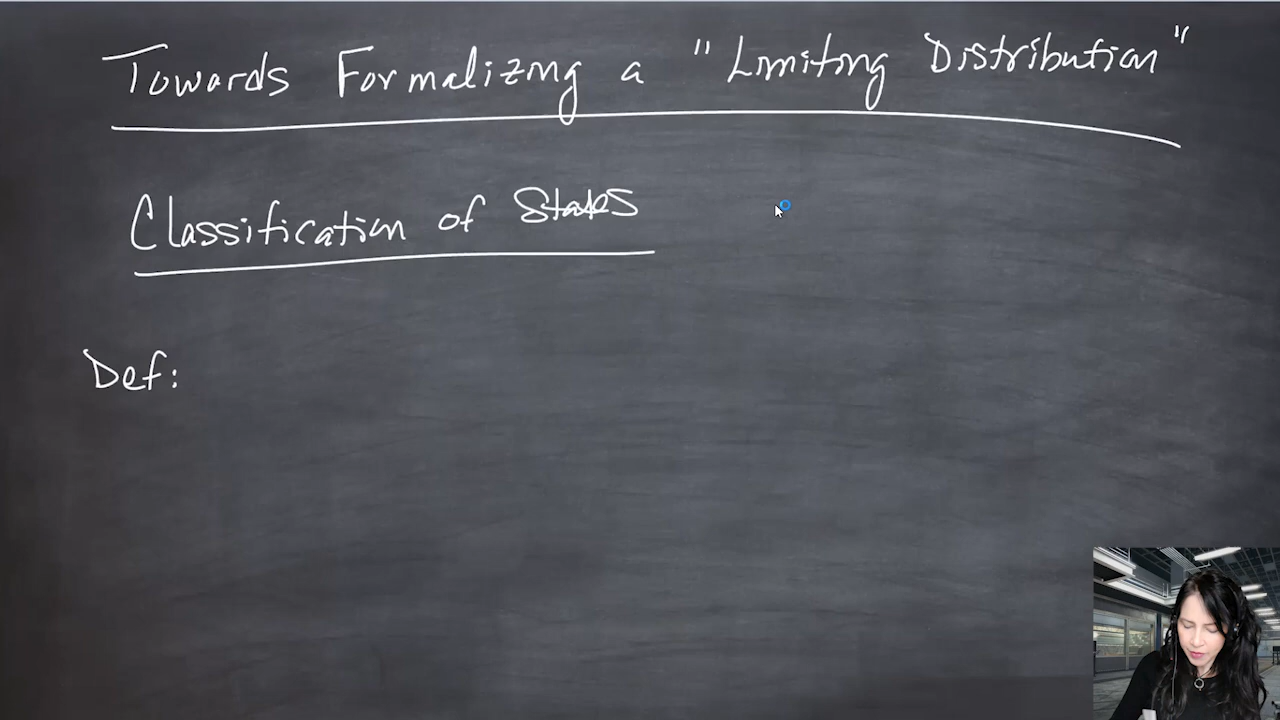 Towards Formalizing a "Limiting Distribution"
Classification of States
Def: